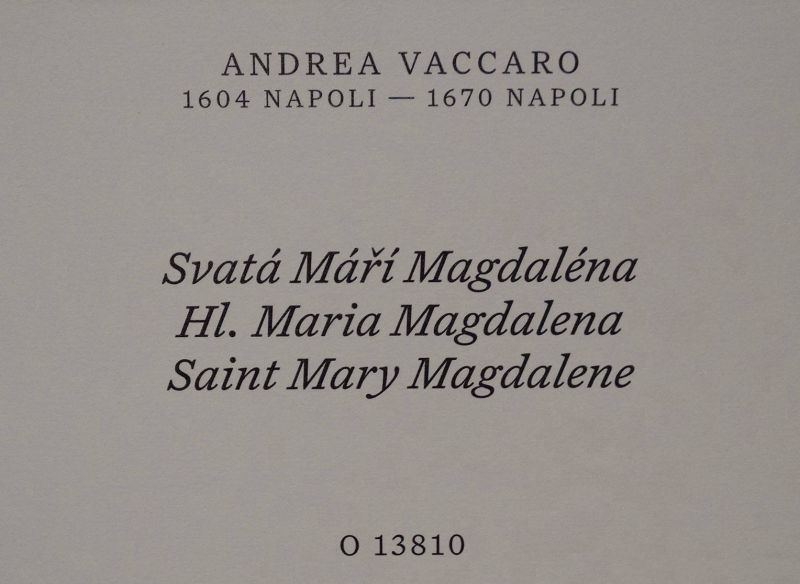 ANDREA VACCARO
1604 NAPOLI — 1670 NAPOLI
Svatá Máří Magdaléna
Hl. Maria Magdalena
Saint Mary Magdalene
O 13810